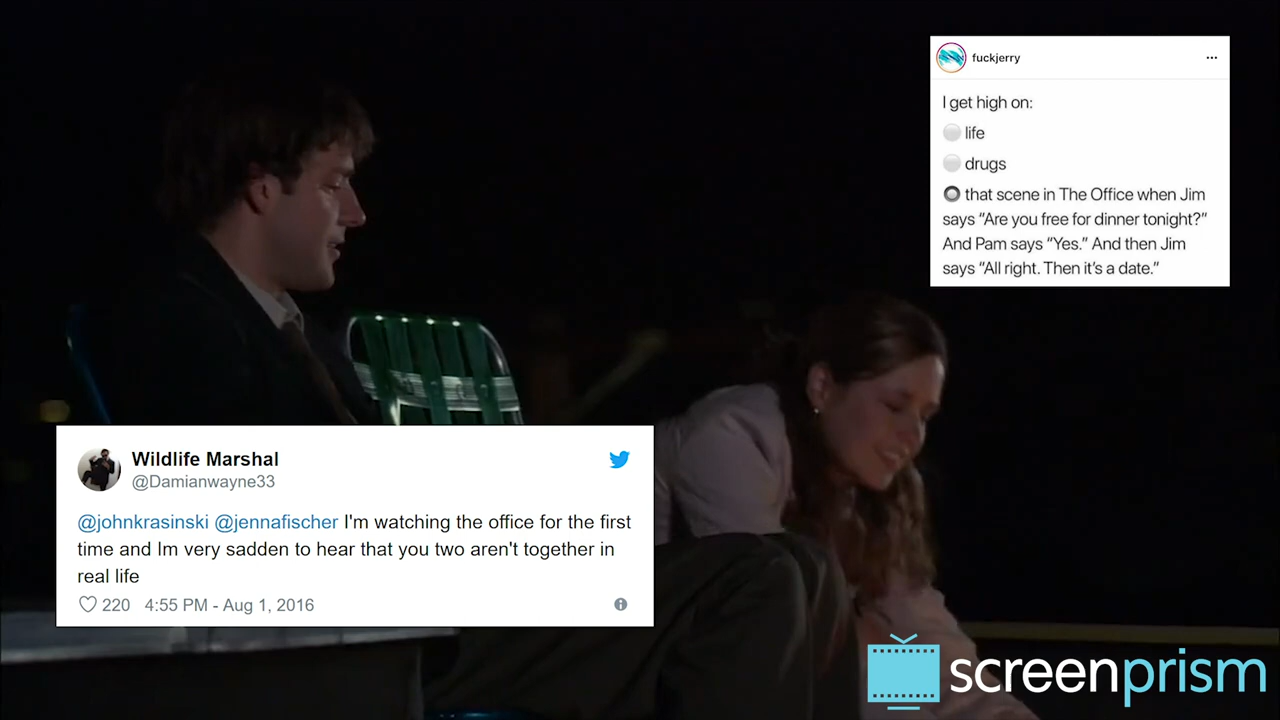 fuckjerry
I get high on:
life
drugs
that scene in The Office when Jim
says “Are you free for dinner tonight?”
And Pam says “Yes.” And then Jim
says “All right. Then it’s a date.”
Wildlife Marshal
@Damianwayne33
@johnkrasinski @jennafischer I'm watching the office for the first
time and Im very sadden to hear that you two aren't together in
real life
220 4:55 PM - Aug 1, 2016
screenprism